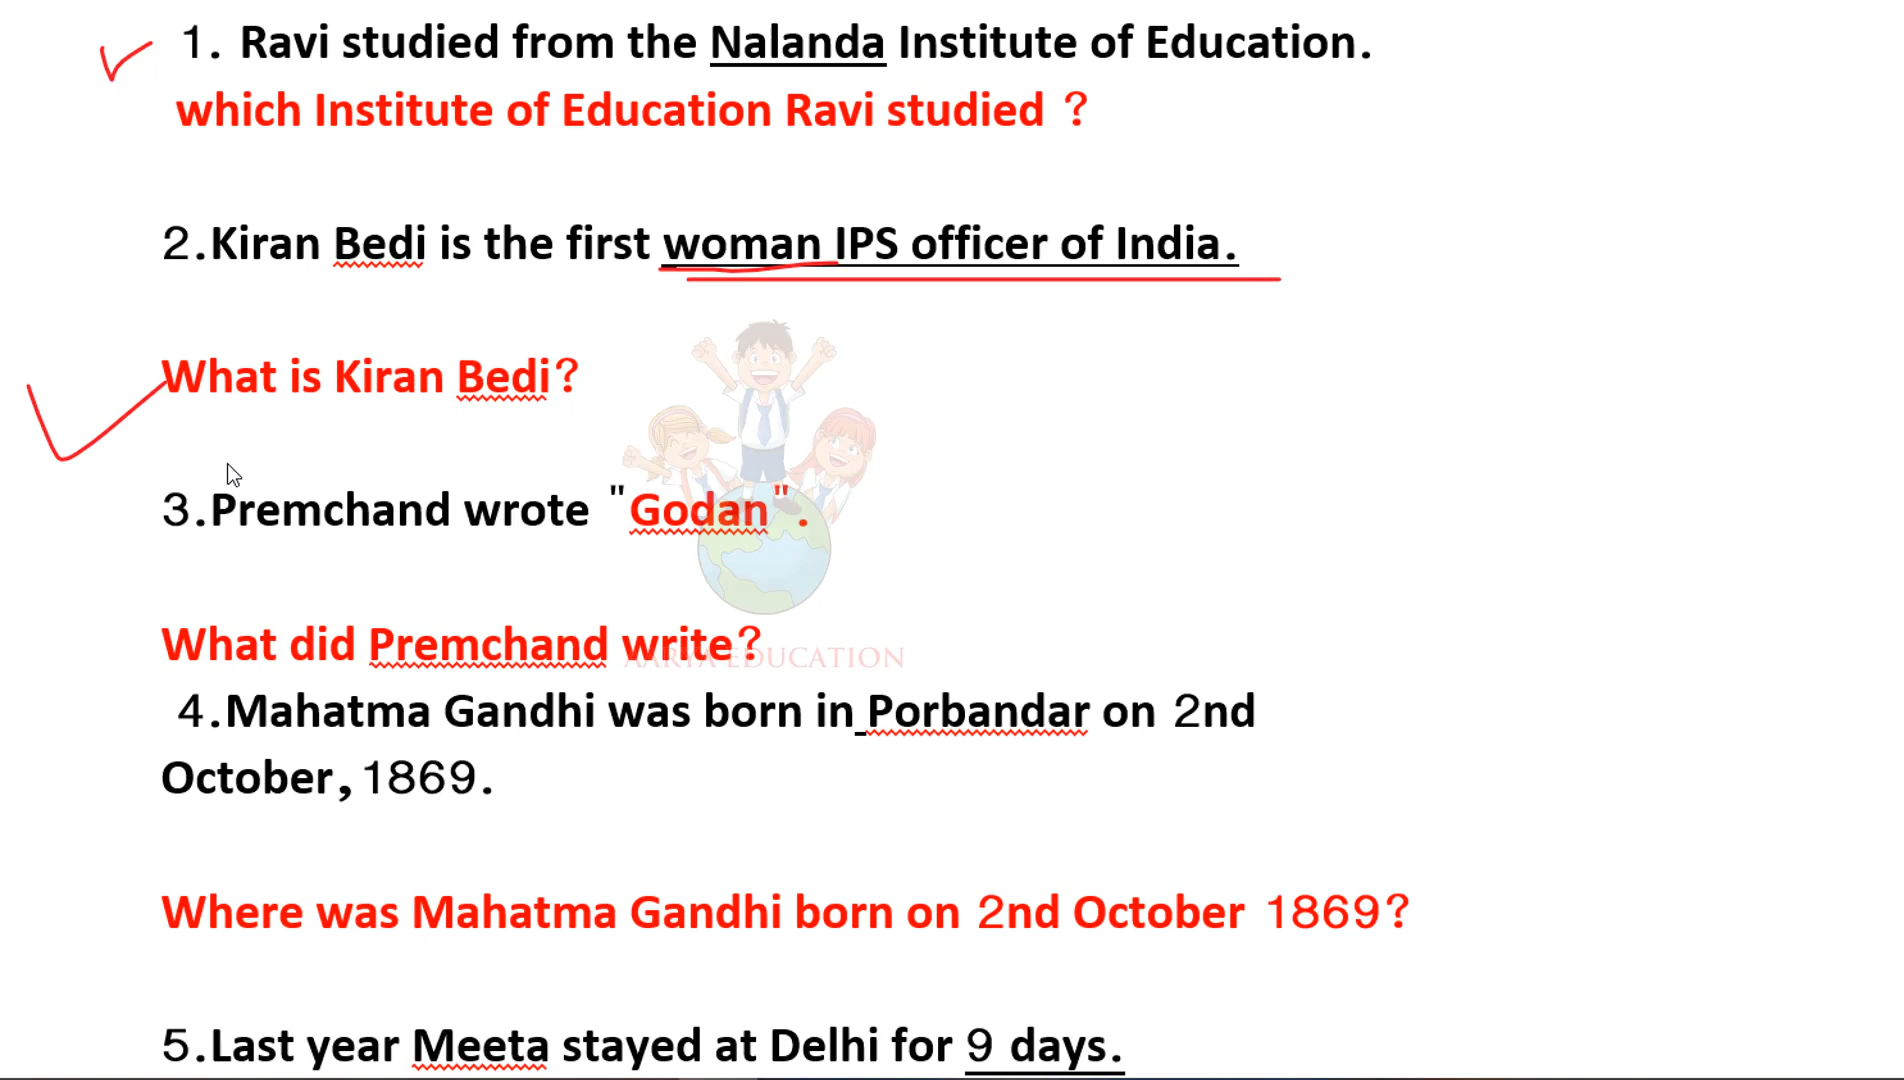 1. Ravi studied from the Nalanda Institute of Education.
which Institute of Education Ravi studied ?
2.Kiran Bedi is the first woman IPS officer of India.
What is Kiran Bedi?
3.Premchand wrote "Godan".
What did Premchand write?
AARYA EDUCATION
4.Mahatma Gandhi was born in Porbandar on 2nd
October, 1869.
Where was Mahatma Gandhi born on 2nd October 1869?
5.Last year Meeta stayed at Delhi for 9 days.